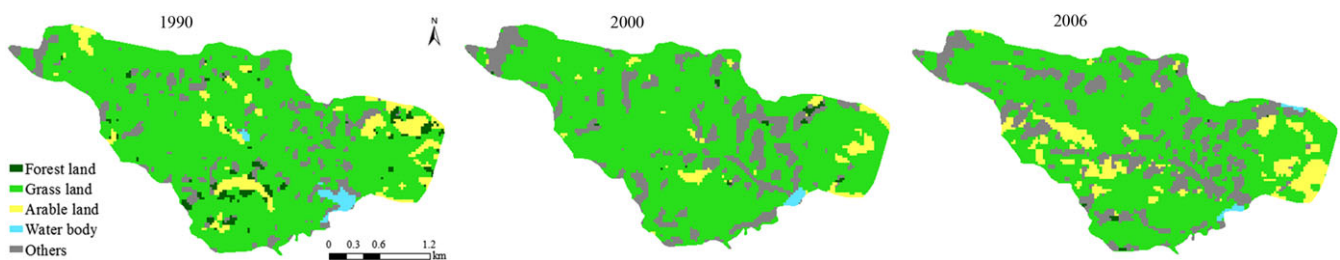 1990
N
2000
2006
Forest land
Grass land
Arable land
Water body
Others
0 0.3 0.6 1.2
km